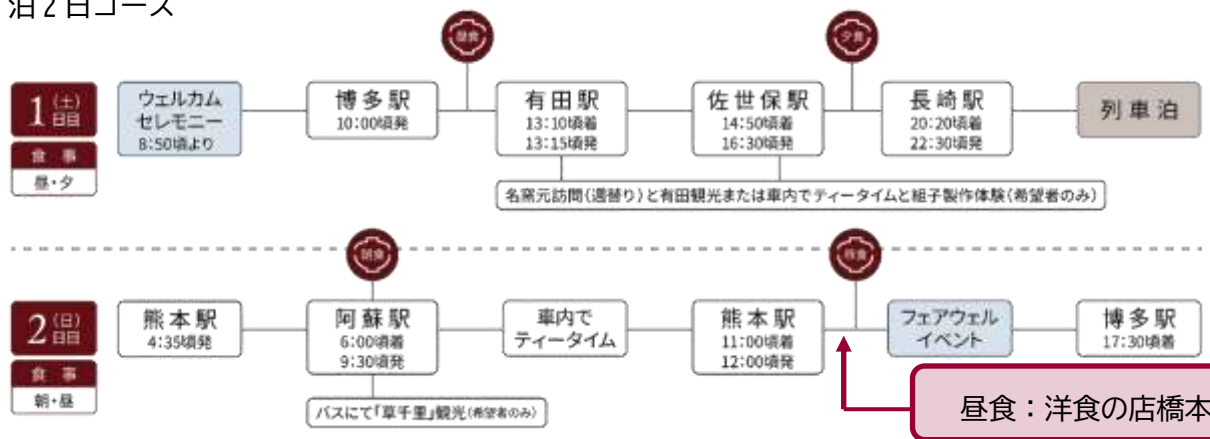 泊2日コース
昼食
夕食
1(土)日目
ウェルカム
セレモニー
8:50頃より
博多駅
10:00頃発
有田駅
13:10頃着
13:15頃発
佐世保駅
14:50頃着
16:30頃発
長崎駅
20:20頃着
22:30頃発
列車泊
食事
昼・夕
名窯元訪問(週替り)と有田観光または車内でティータイムと組子製作体験(希望者のみ)
朝食
昼食
2(日)日目
熊本駅
4:35頃発
阿蘇駅
6:00頃着
9:30頃発
車内で
ティータイム
熊本駅
11:00頃着
12:00頃発
フェアウェル
イベント
博多駅
17:30頃着
食事
朝・昼
バスにて「草千里」観光(希望者のみ)
昼食：洋食の店橋本